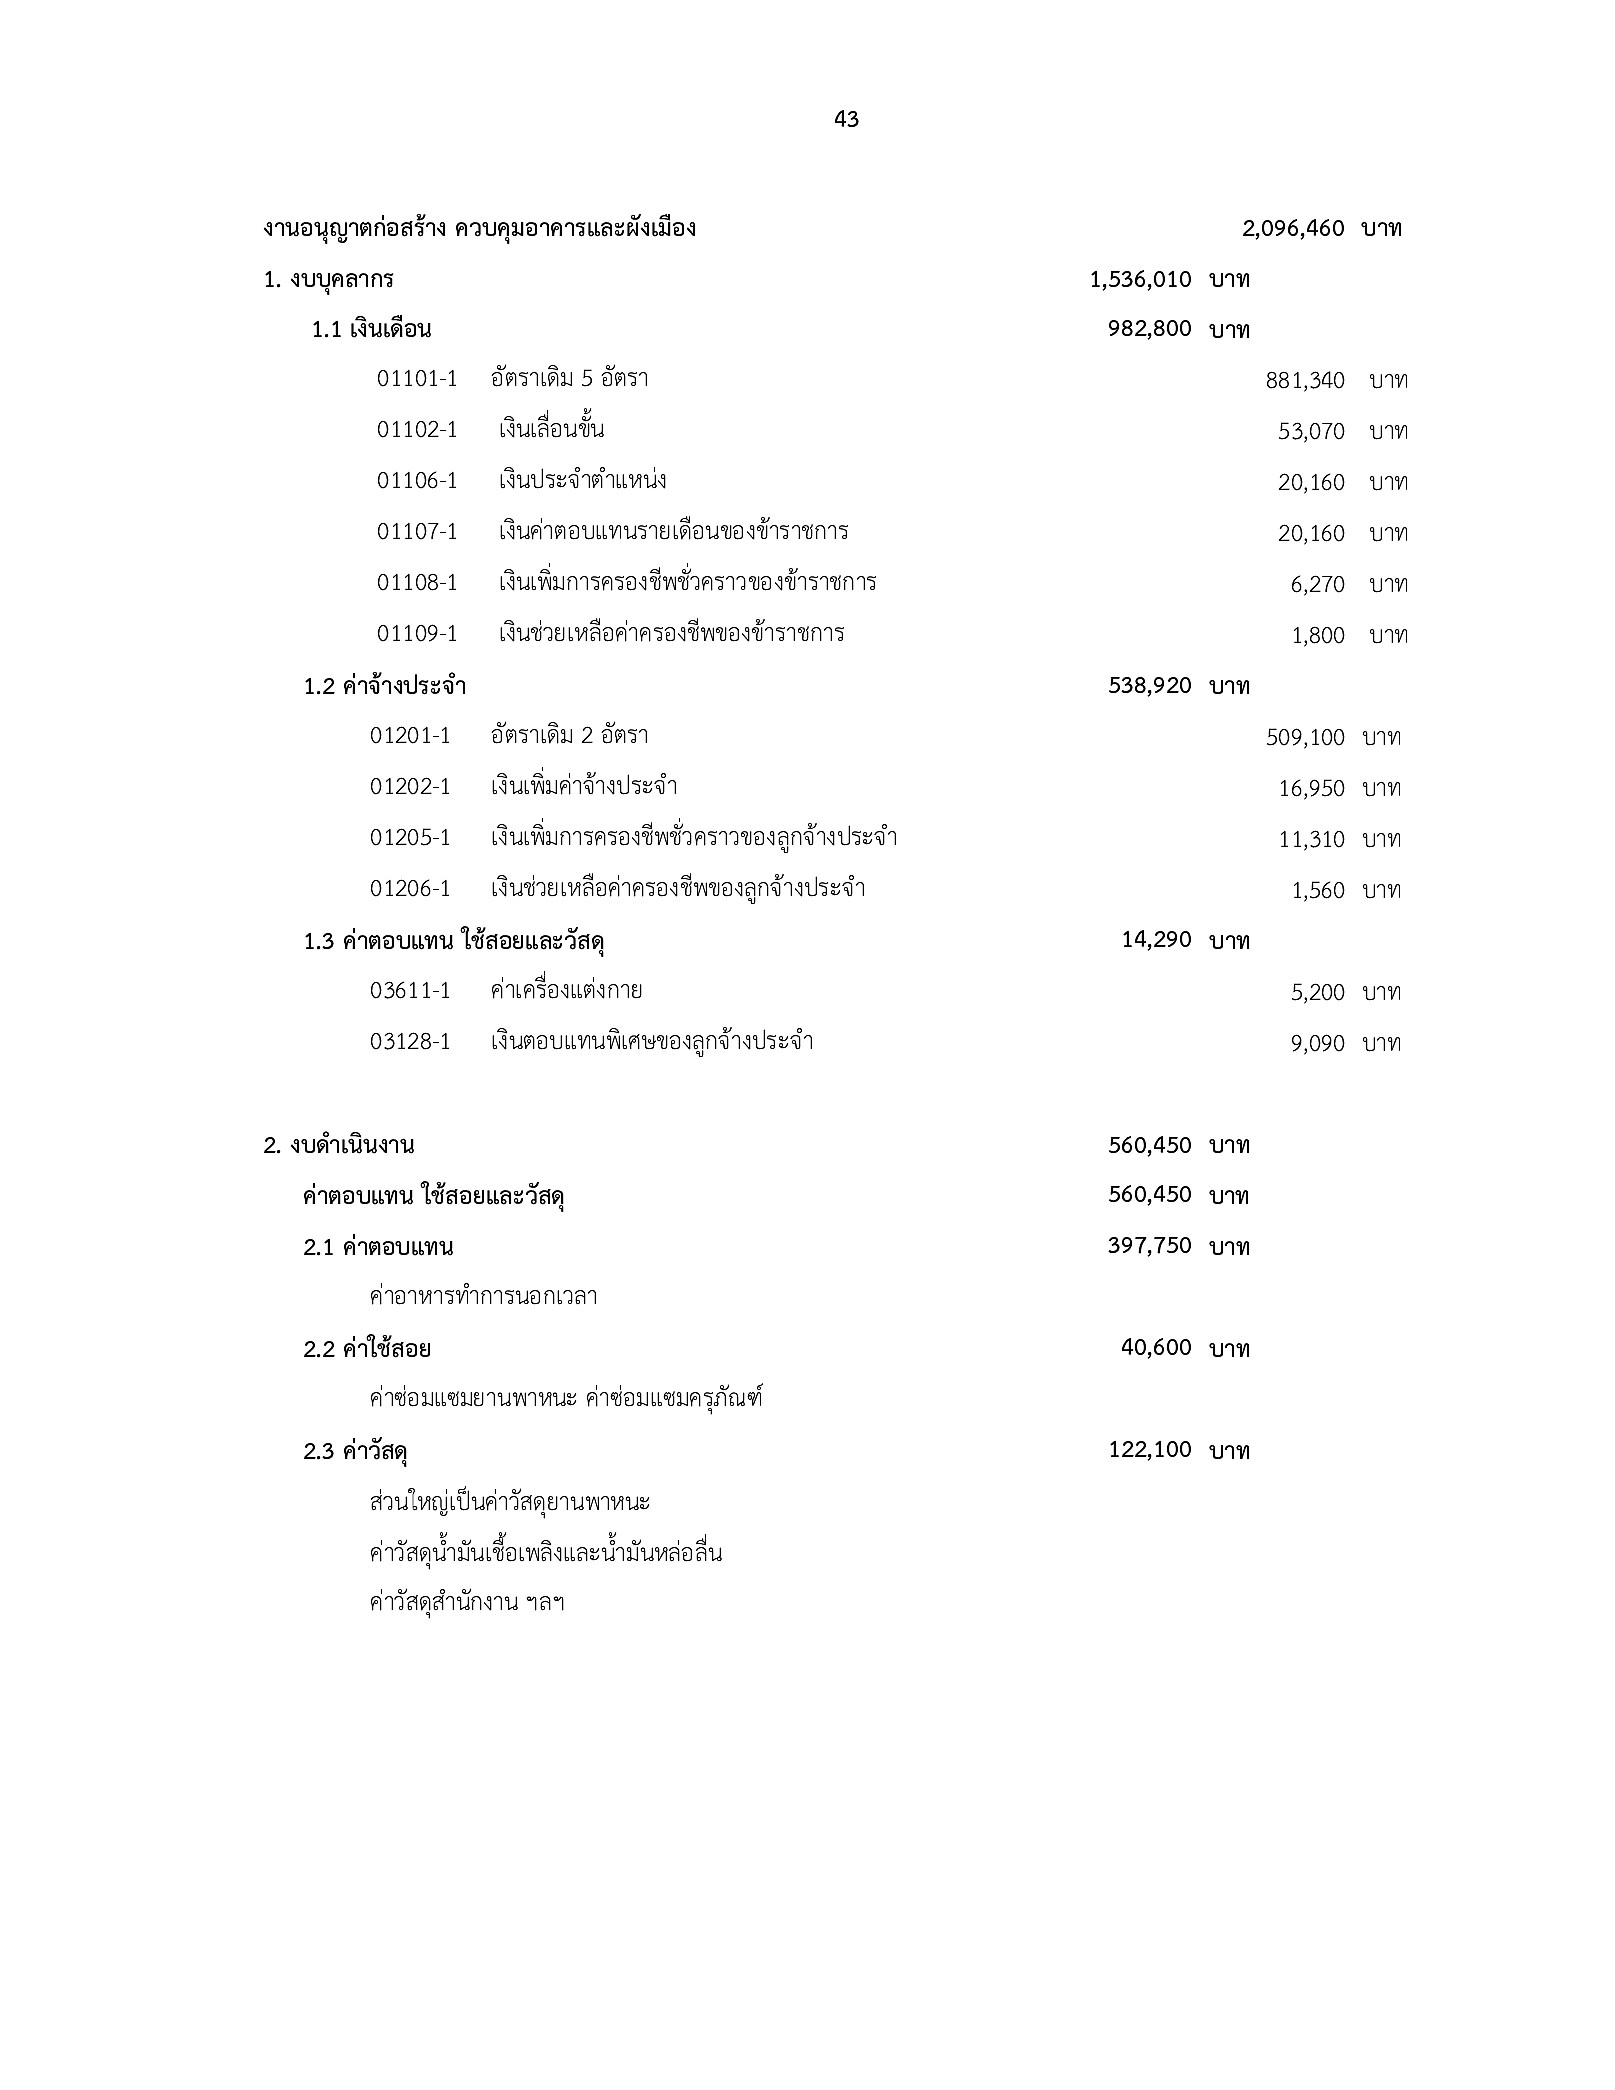 43
งานอนุญาตก่อสร้าง ควบคุมอาคารและผังเมือง 2,096,460 บาท
1. งบบุคลากร 1,536,010 บาท
1.1 เงินเดือน 982,800 บาท
01101-1 อัตราเดิม 5 อัตรา 881,340 บาท
01102-1 เงินเลื่อนขั้น 53,070 บาท
01106-1 เงินประจำตำแหน่ง 20,160 บาท
01107-1 เงินค่าตอบแทนรายเดือนของข้าราชการ 20,160 บาท
01108-1 เงินเพิ่มการครองชีพชั่วคราวของข้าราชการ 6,270 บาท
01109-1 เงินช่วยเหลือค่าครองชีพของข้าราชการ 1,800 บาท
1.2 ค่าจ้างประจำ 538,920 บาท
01201-1 อัตราเดิม 2 อัตรา 509,100 บาท
01202-1 เงินเพิ่มค่าจ้างประจำ 16,950 บาท
01205-1 เงินเพิ่มการครองชีพชั่วคราวของลูกจ้างประจำ 11,310 บาท
01206-1 เงินช่วยเหลือค่าครองชีพของลูกจ้างประจำ 1,560 บาท
1.3 ค่าตอบแทน ใช้สอยและวัสดุ 14,290 บาท
03611-1 ค่าเครื่องแต่งกาย 5,200 บาท
03128-1 เงินตอบแทนพิเศษของลูกจ้างประจำ 9,090 บาท
2. งบดำเนินงาน 560,450 บาท
ค่าตอบแทน ใช้สอยและวัสดุ 560,450 บาท
2.1 ค่าตอบแทน 397,750 บาท
ค่าอาหารทำการนอกเวลา
2.2 ค่าใช้สอย 40,600 บาท
ค่าซ่อมแซมยานพาหนะ ค่าซ่อมแซมครุภัณฑ์
2.3 ค่าวัสดุ 122,100 บาท
ส่วนใหญ่เป็นค่าวัสดุยานพาหนะ
ค่าวัสดุน้ำมันเชื้อเพลิงและน้ำมันหล่อลื่น
ค่าวัสดุสำนักงาน ฯลฯ